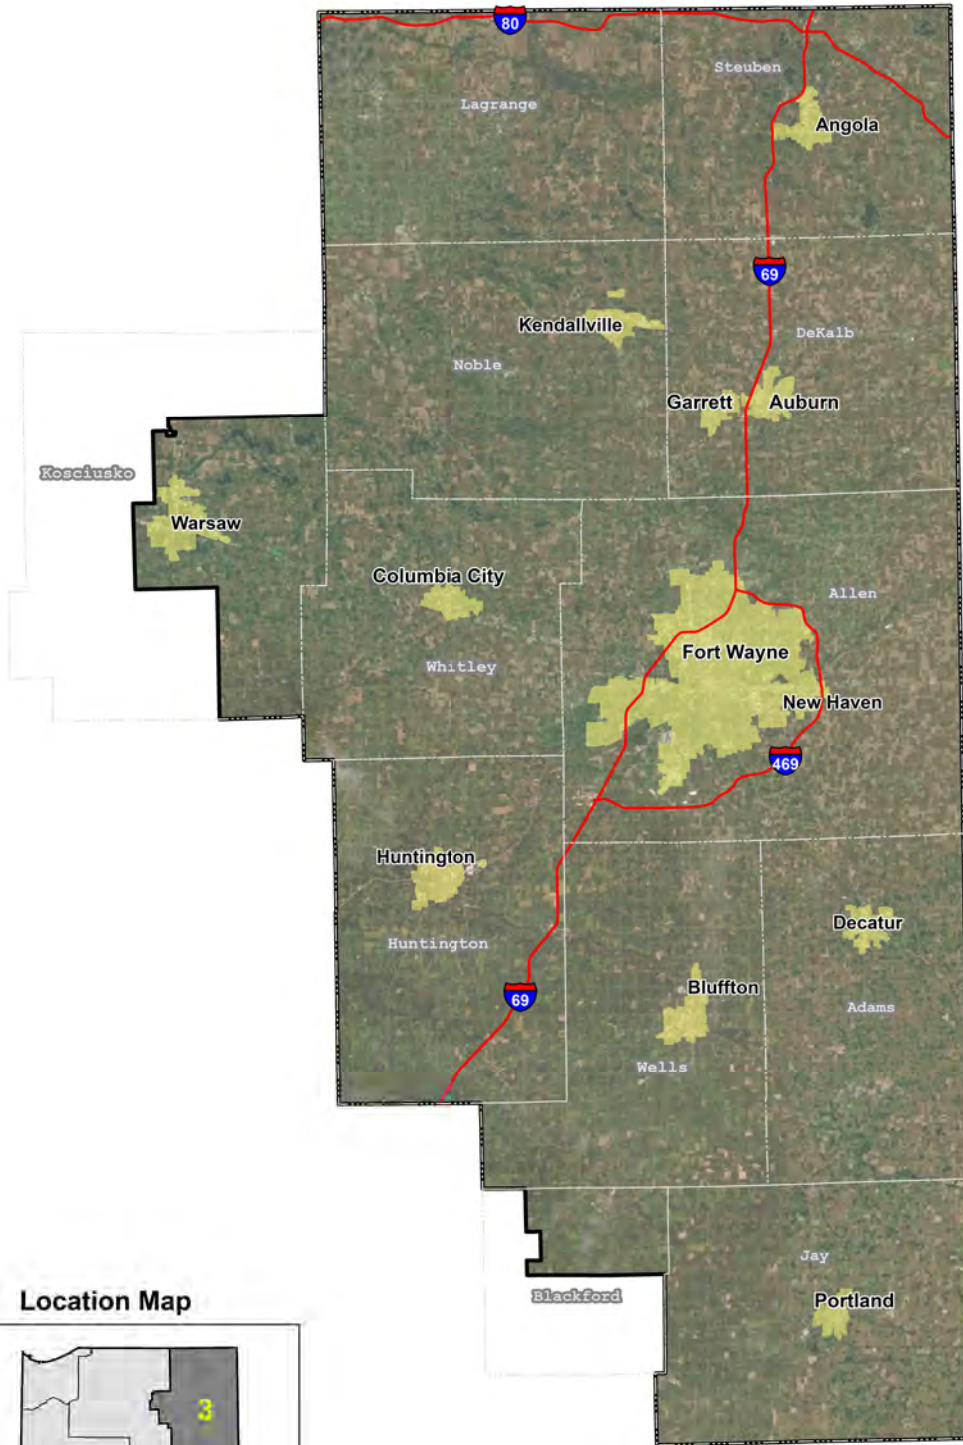 80
Steuben
Lagrange
Angola
69
Kendallville
DeKalb
Noble
Garrett
Auburn
Kosciusko
Warsaw
Columbia City
Allen
Fort Wayne
Whitley
New Haven
469
Huntington
Decatur
Huntington
Bluffton
69
Adams
Wells
Jay
Blackford
Portland
Location Map
3